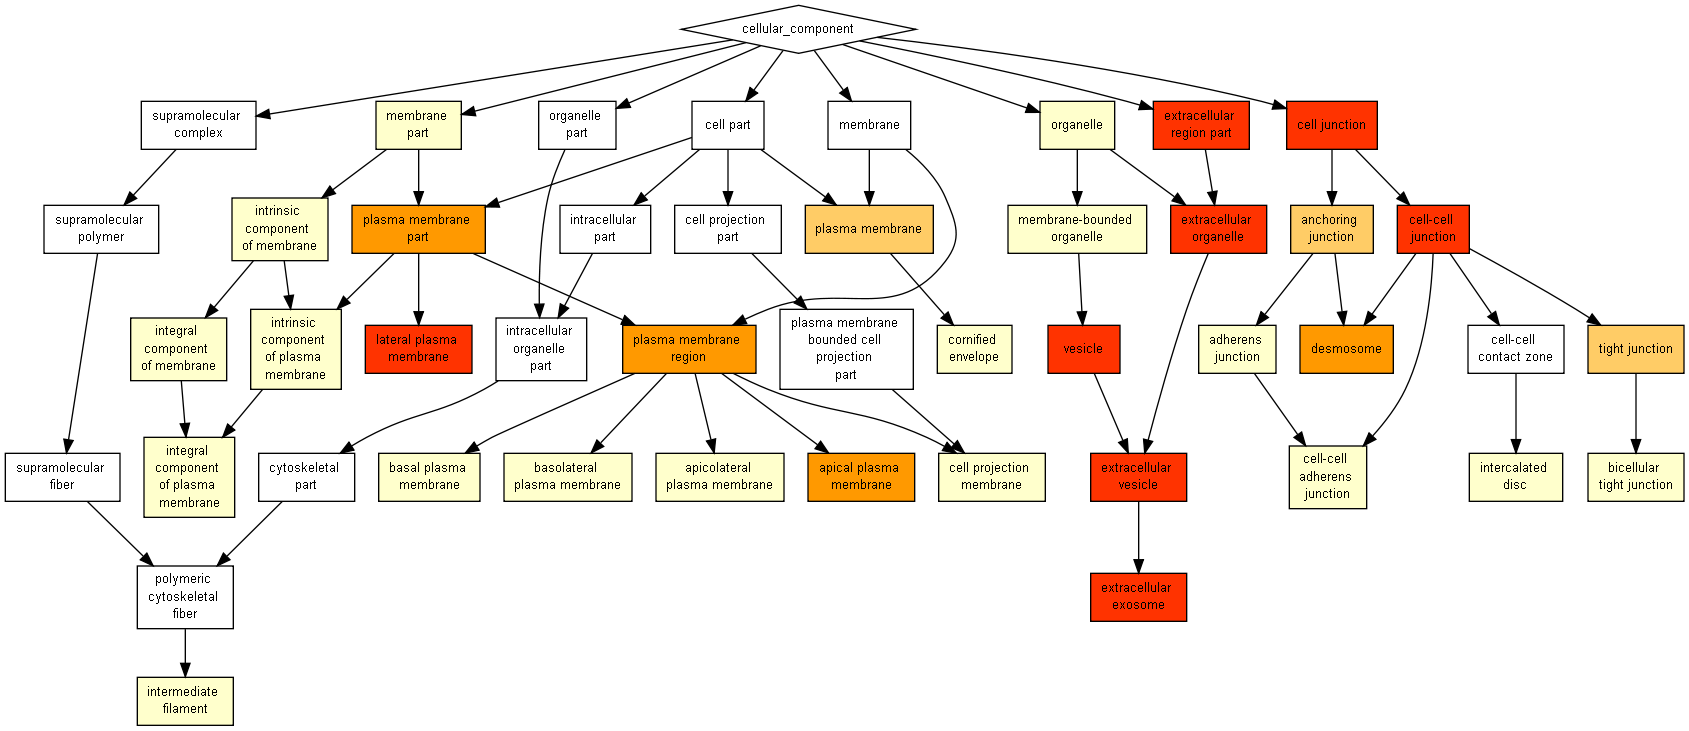 cellular_component
supramolecular
complex
membrane
part
organelle
part
cell part
membrane
organelle
extracellular
region part
cell junction
supramolecular
polymer
intrinsic
component
of membrane
plasma membrane
part
intracellular
part
cell projection
part
plasma membrane
membrane-bounded
organelle
extracellular
organelle
anchoring
junction
cell-cell
junction
integral
component
of membrane
intrinsic
component
of plasma
membrane
lateral plasma
membrane
intracellular
organelle
part
plasma membrane
region
plasma membrane
bounded cell
projection
part
cornified
envelope
vesicle
adherens
junction
desmosome
cell-cell
contact zone
tight junction
supramolecular
fiber
integral
component
of plasma
membrane
cytoskeletal
part
basal plasma
membrane
basolateral
plasma membrane
apicolateral
plasma membrane
apical plasma
membrane
cell projection
membrane
extracellular
vesicle
cell-cell
adherens
junction
intercalated
disc
bicellular
tight junction
polymeric
cytoskeletal
fiber
extracellular
exosome
intermediate
filament